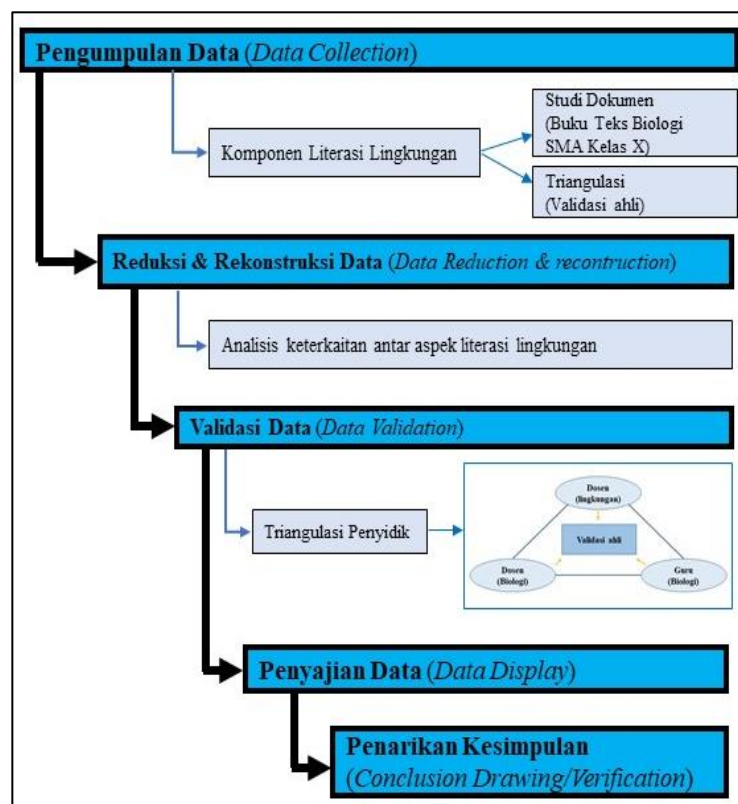 Pengumpulan Data (Data Collection)
Komponen Literasi Lingkungan
Studi Dokumen
(Buku Teks Biologi
SMA Kelas X)
Triangulasi
(Validasi ahli)
Reduksi & Rekonstruksi Data (Data Reduction & recontruction)
Analisis keterkaitan antar aspek literasi lingkungan
Validasi Data (Data Validation)
Triangulasi Penyidik
Dosen
(lingkungan)
Validasi ahli
Dosen
(Biologi)
Guru
(Biologi)
Penyajian Data (Data Display)
Penarikan Kesimpulan
(Conclusion Drawing/Verification)